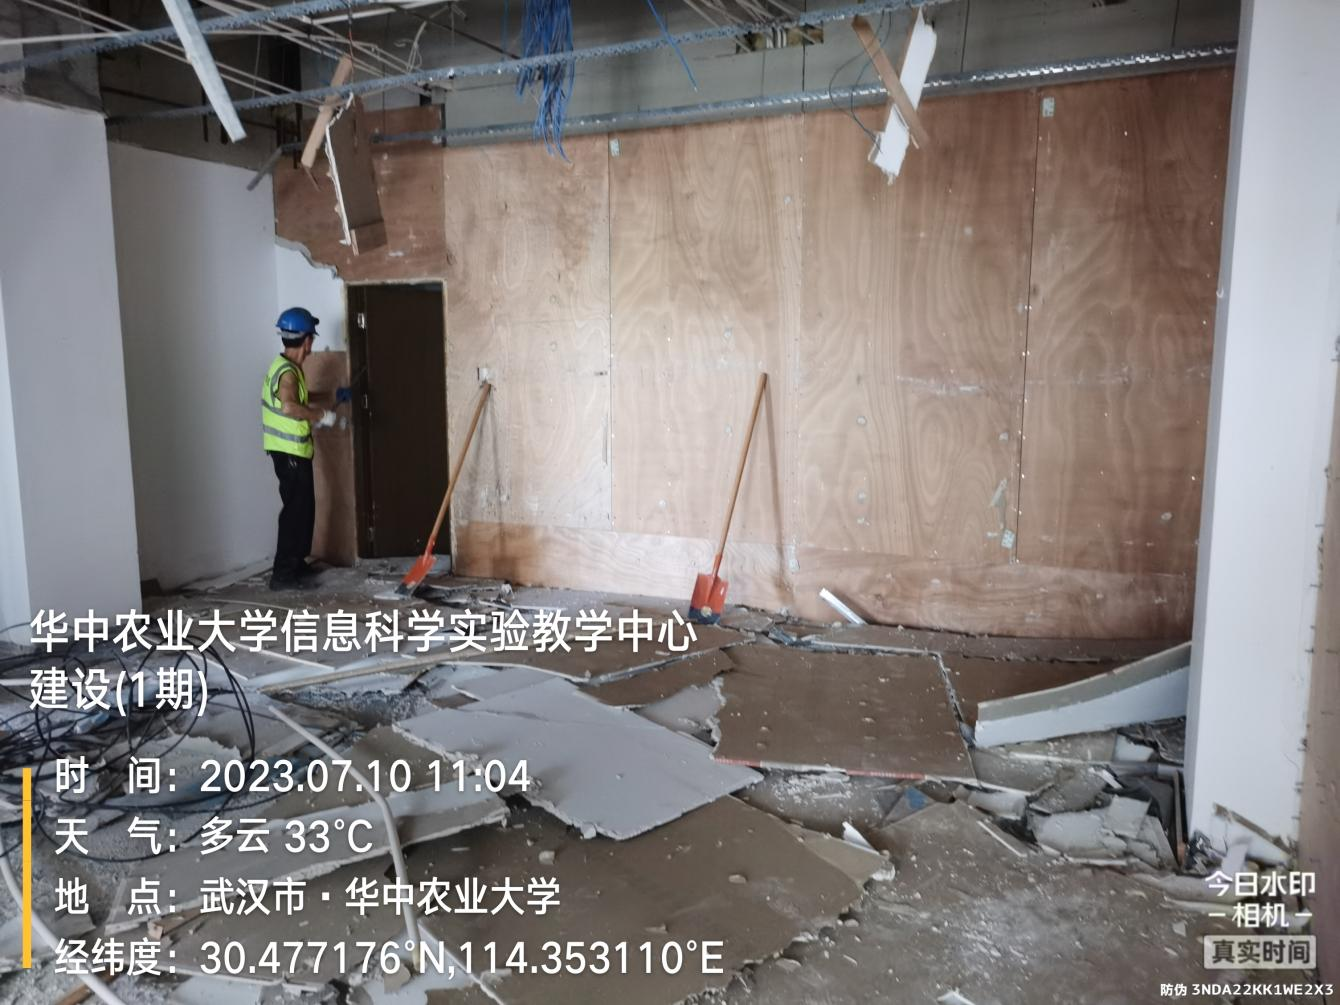 华中农业大学信息科学实验教学中心
建设(1期)
时 间：2023.07.10 11:04
天 气：多云 33℃
地 点：武汉市·华中农业大学
经纬度：30.477176°N,114.353110°E
今日水印
相机
真实时间
防伪 3NDA22KK1WE2X3